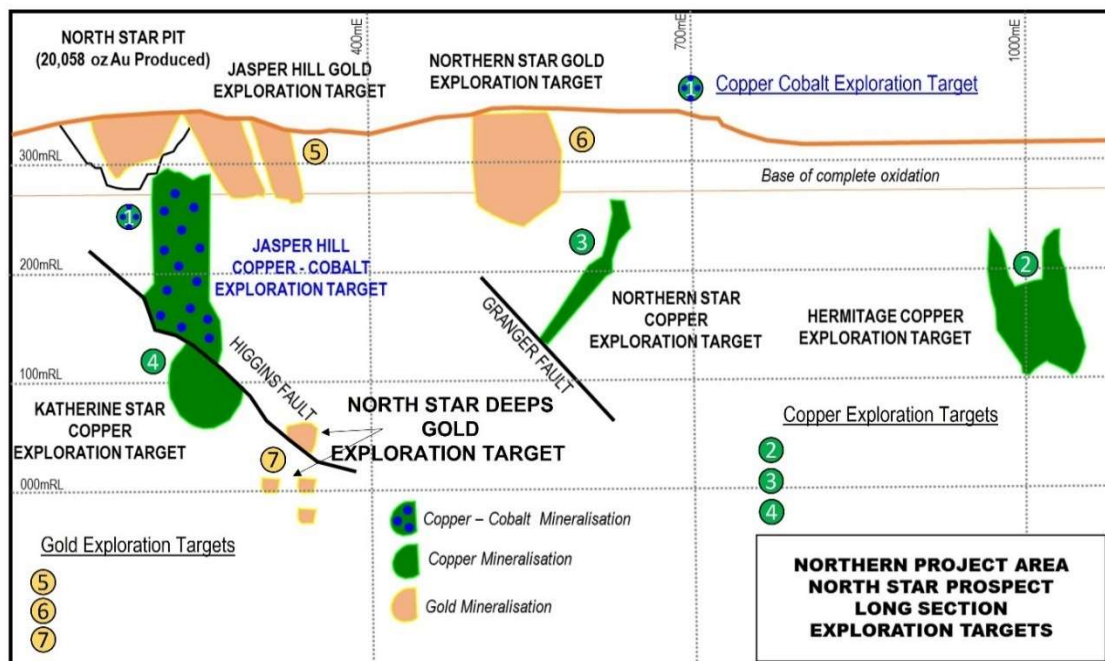 NORTH STAR PIT
(20,058 oz Au Produced)
JASPER HILL GOLD
EXPLORATION TARGET
400mE
NORTHERN STAR GOLD
EXPLORATION TARGET
700mE
1
Copper Cobalt Exploration Target
1000mE
5
6
300mRL
Base of complete oxidation
1
JASPER HILL
COPPER - COBALT
EXPLORATION TARGET
3
2
200mRL
NORTHERN STAR
COPPER
EXPLORATION TARGET
HERMITAGE COPPER
EXPLORATION TARGET
GRANGER FAULT
4
HIGGINS FAULT
100mRL
KATHERINE STAR
COPPER
EXPLORATION TARGET
NORTH STAR DEEPS
GOLD
EXPLORATION TARGET
7
000mRL
Copper Exploration Targets
2
3
4
Copper – Cobalt Mineralisation
Copper Mineralisation
Gold Mineralisation
Gold Exploration Targets
5
6
7
NORTHERN PROJECT AREA
NORTH STAR PROSPECT
LONG SECTION
EXPLORATION TARGETS